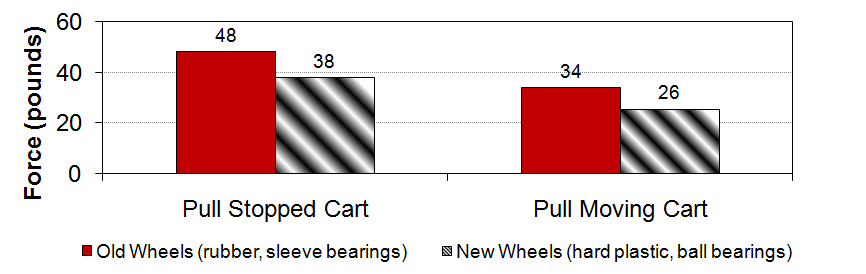 Force (pounds)
60
40
20
0
48
38
34
26
Pull Stopped Cart
Pull Moving Cart
Old Wheels (rubber, sleeve bearings)
New Wheels (hard plastic, ball bearings)